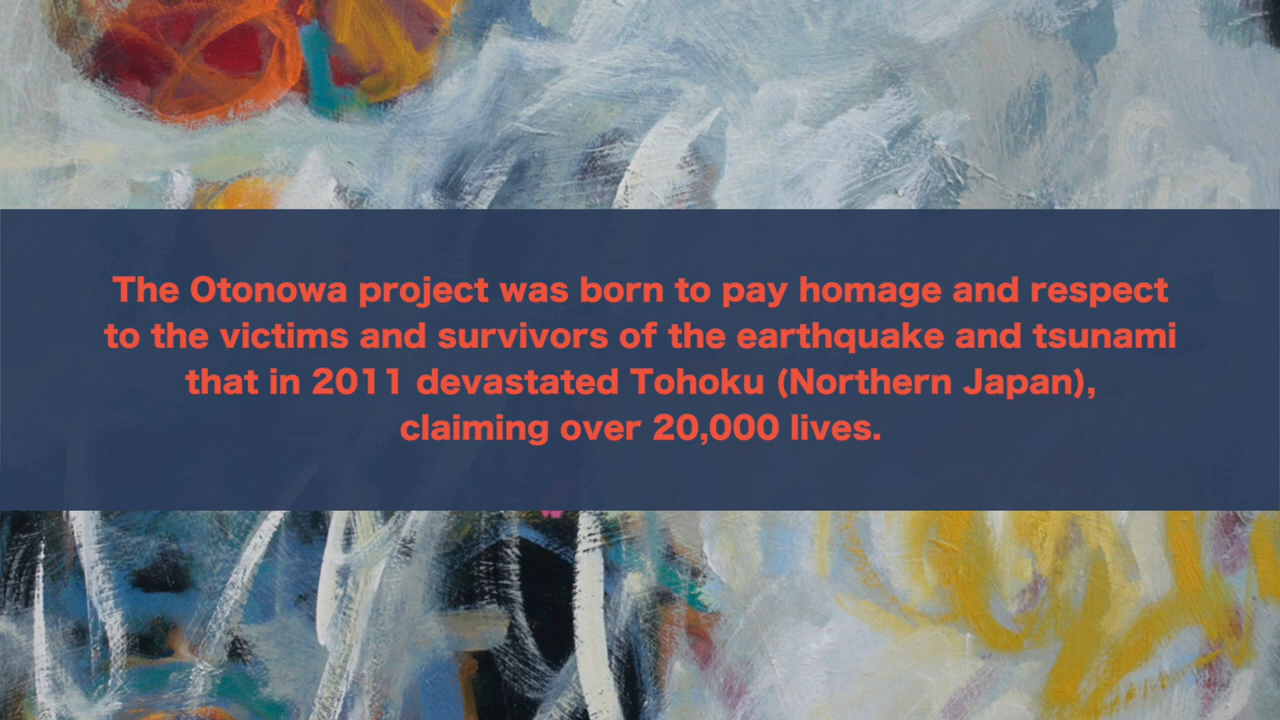 The Otonowa project was born to pay homage and respect
to the victims and survivors of the earthquake and tsunami
that in 2011 devastated Tohoku (Northern Japan),
claiming over 20,000 lives.